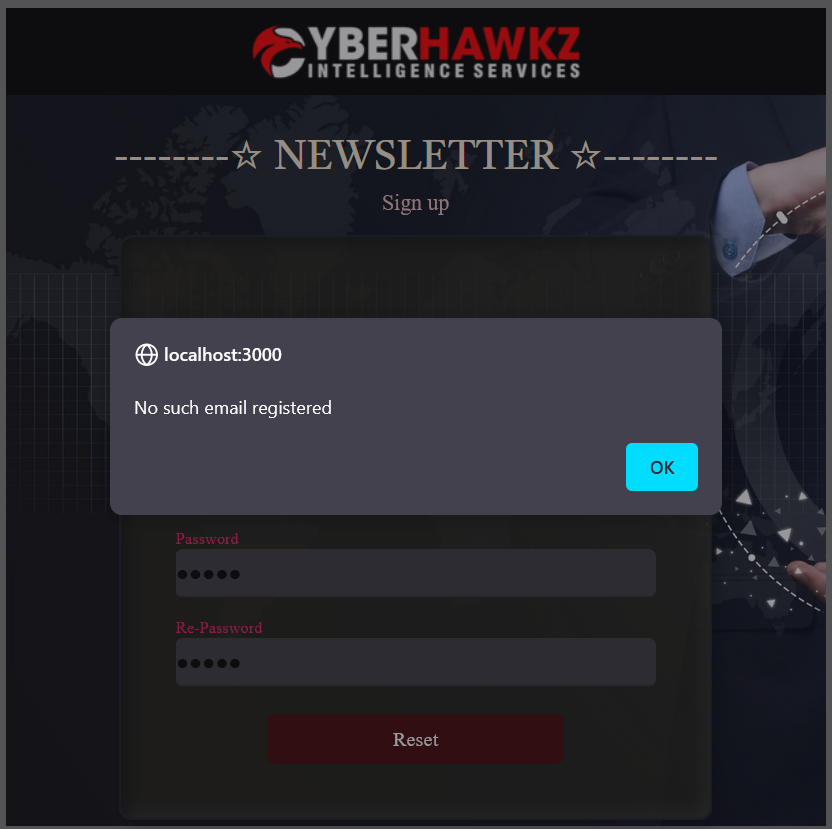 CYBERHAWKZ
INTELLIGENCE SERVICES
--------☆ NEWSLETTER ☆--------
Sign up
localhost:3000
No such email registered
OK
Password
●●●●●
Re-Password
●●●●●
Reset